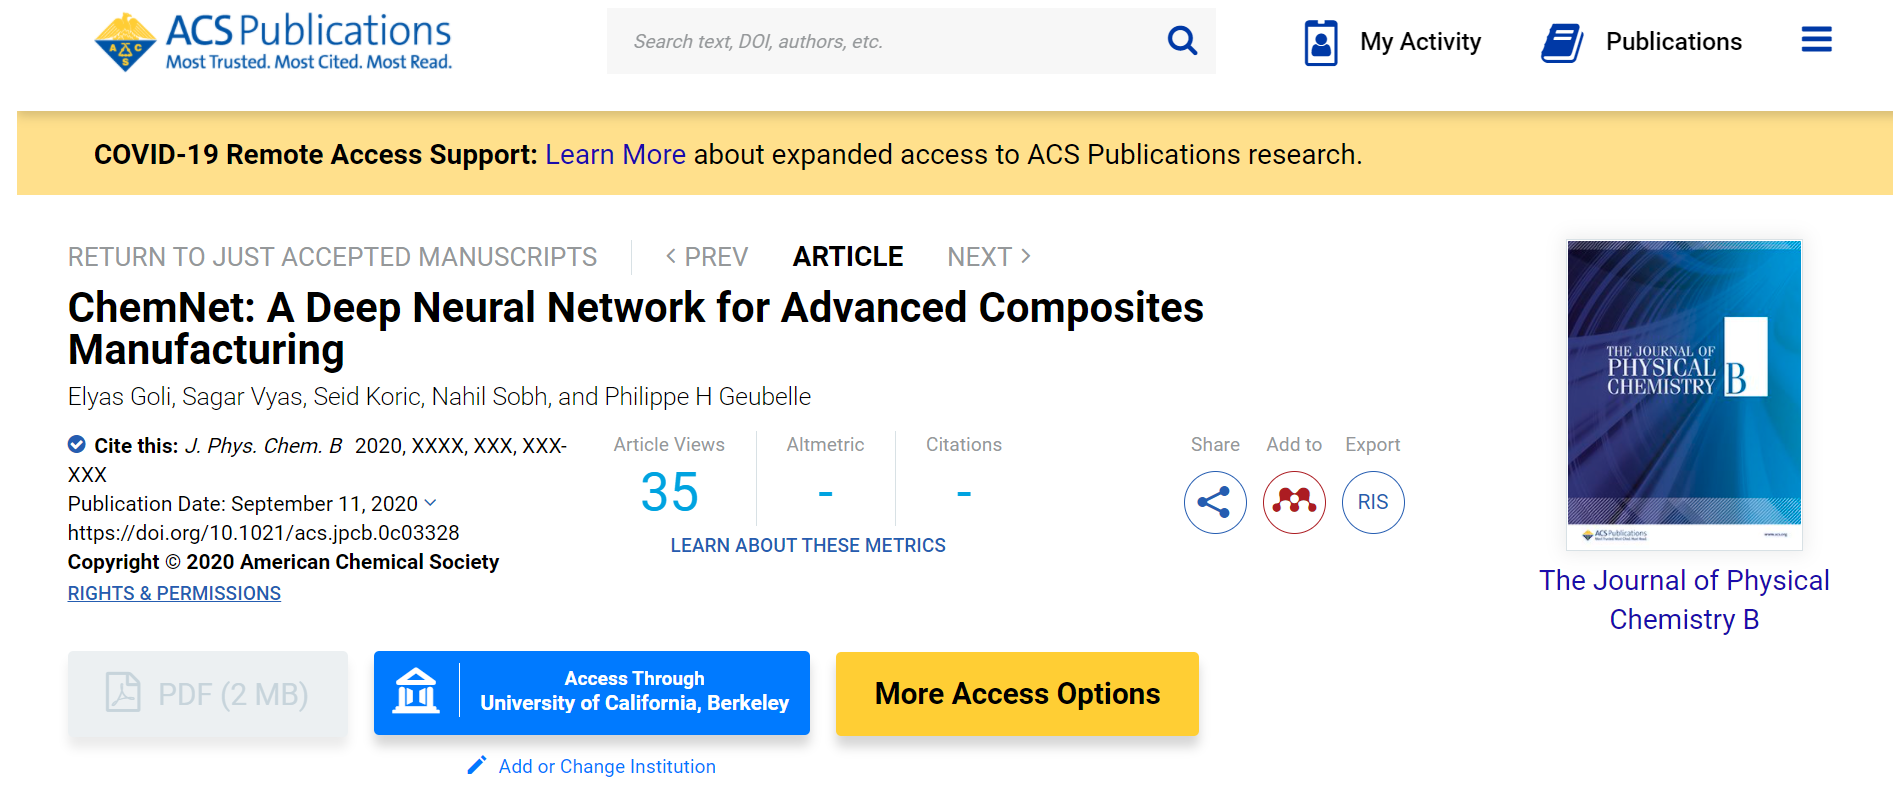 ACS Publications
Most Trusted. Most Cited. Most Read.
Search text, DOI, authors, etc.
My Activity
Publications
COVID-19 Remote Access Support: Learn More about expanded access to ACS Publications research.
RETURN TO JUST ACCEPTED MANUSCRIPTS
< PREV
ARTICLE
NEXT >
ChemNet: A Deep Neural Network for Advanced Composites
Manufacturing
Elyas Goli, Sagar Vyas, Seid Koric, Nahil Sobh, and Philippe H Geubelle
Cite this: J. Phys. Chem. B 2020, XXXX, XXX, XXX-
XXX
Publication Date: September 11, 2020
https://doi.org/10.1021/acs.jpcb.0c03328
Copyright © 2020 American Chemical Society
RIGHTS & PERMISSIONS
Article Views
35
Altmetric
-
Citations
-
LEARN ABOUT THESE METRICS
Share
Add to
Export
RIS
THE JOURNAL OF
PHYSICAL
CHEMISTRY B
ACS Publications
www.acs.org
The Journal of Physical
Chemistry B
PDF (2 MB)
Access Through
University of California, Berkeley
More Access Options
Add or Change Institution